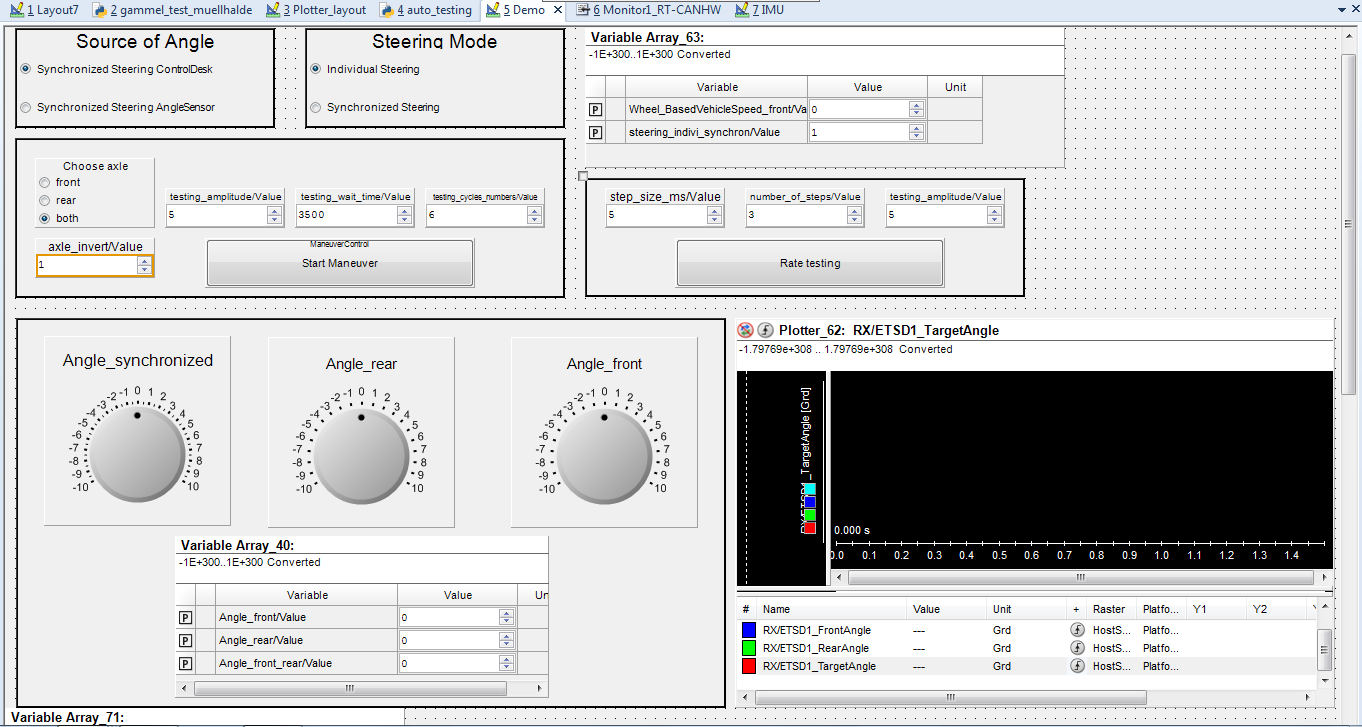 1 Layout7 2 gammel_test_muellhalde 3 Plotter_layout 4 auto_testing 5 Demo 6 Monitor1_RT-CANHW 7 IMU
Source of Angle
Synchronized Steering ControlDesk
Synchronized Steering AngleSensor
Steering Mode
Individual Steering
Synchronized Steering
Variable Array_63:
-1E+300..1E+300 Converted
Variable Value Unit
P Wheel_BasedVehicleSpeed_front/Va 0
P steering_indivi_synchron/Value 1
Choose axle
front
rear
both
testing_amplitude/Value testing_wait_time/Value testing_cycles_numbers/Value
5 3500 6
axle_invert/Value
1
ManeuverControl
Start Maneuver
step_size_ms/Value number_of_steps/Value testing_amplitude/Value
5 3 5
Rate testing
Angle_synchronized
-10 -9 -8 -7 -6 -5 -4 -3 -2 -1 0 1 2 3 4 5 6 7 8 9 10
Angle_rear
-10 -9 -8 -7 -6 -5 -4 -3 -2 -1 0 1 2 3 4 5 6 7 8 9 10
Angle_front
-10 -9 -8 -7 -6 -5 -4 -3 -2 -1 0 1 2 3 4 5 6 7 8 9 10
Variable Array_40:
-1E+300..1E+300 Converted
Variable Value Un
P Angle_front/Value 0
P Angle_rear/Value 0
P Angle_front_rear/Value 0
Plotter_62: RX/ETSD1_TargetAngle
-1.79769e+308 .. 1.79769e+308 Converted
RX/ETSD1_TargetAngle [Grd]
0.000 s
0.0 0.1 0.2 0.3 0.4 0.5 0.6 0.7 0.8 0.9 1.0 1.1 1.2 1.3 1.4
# Name Value Unit + Raster Platfo... Y1 Y2
RX/ETSD1_FrontAngle --- Grd HostS... Platfo...
RX/ETSD1_RearAngle --- Grd HostS... Platfo...
RX/ETSD1_TargetAngle --- Grd HostS... Platfo...
Variable Array_71: